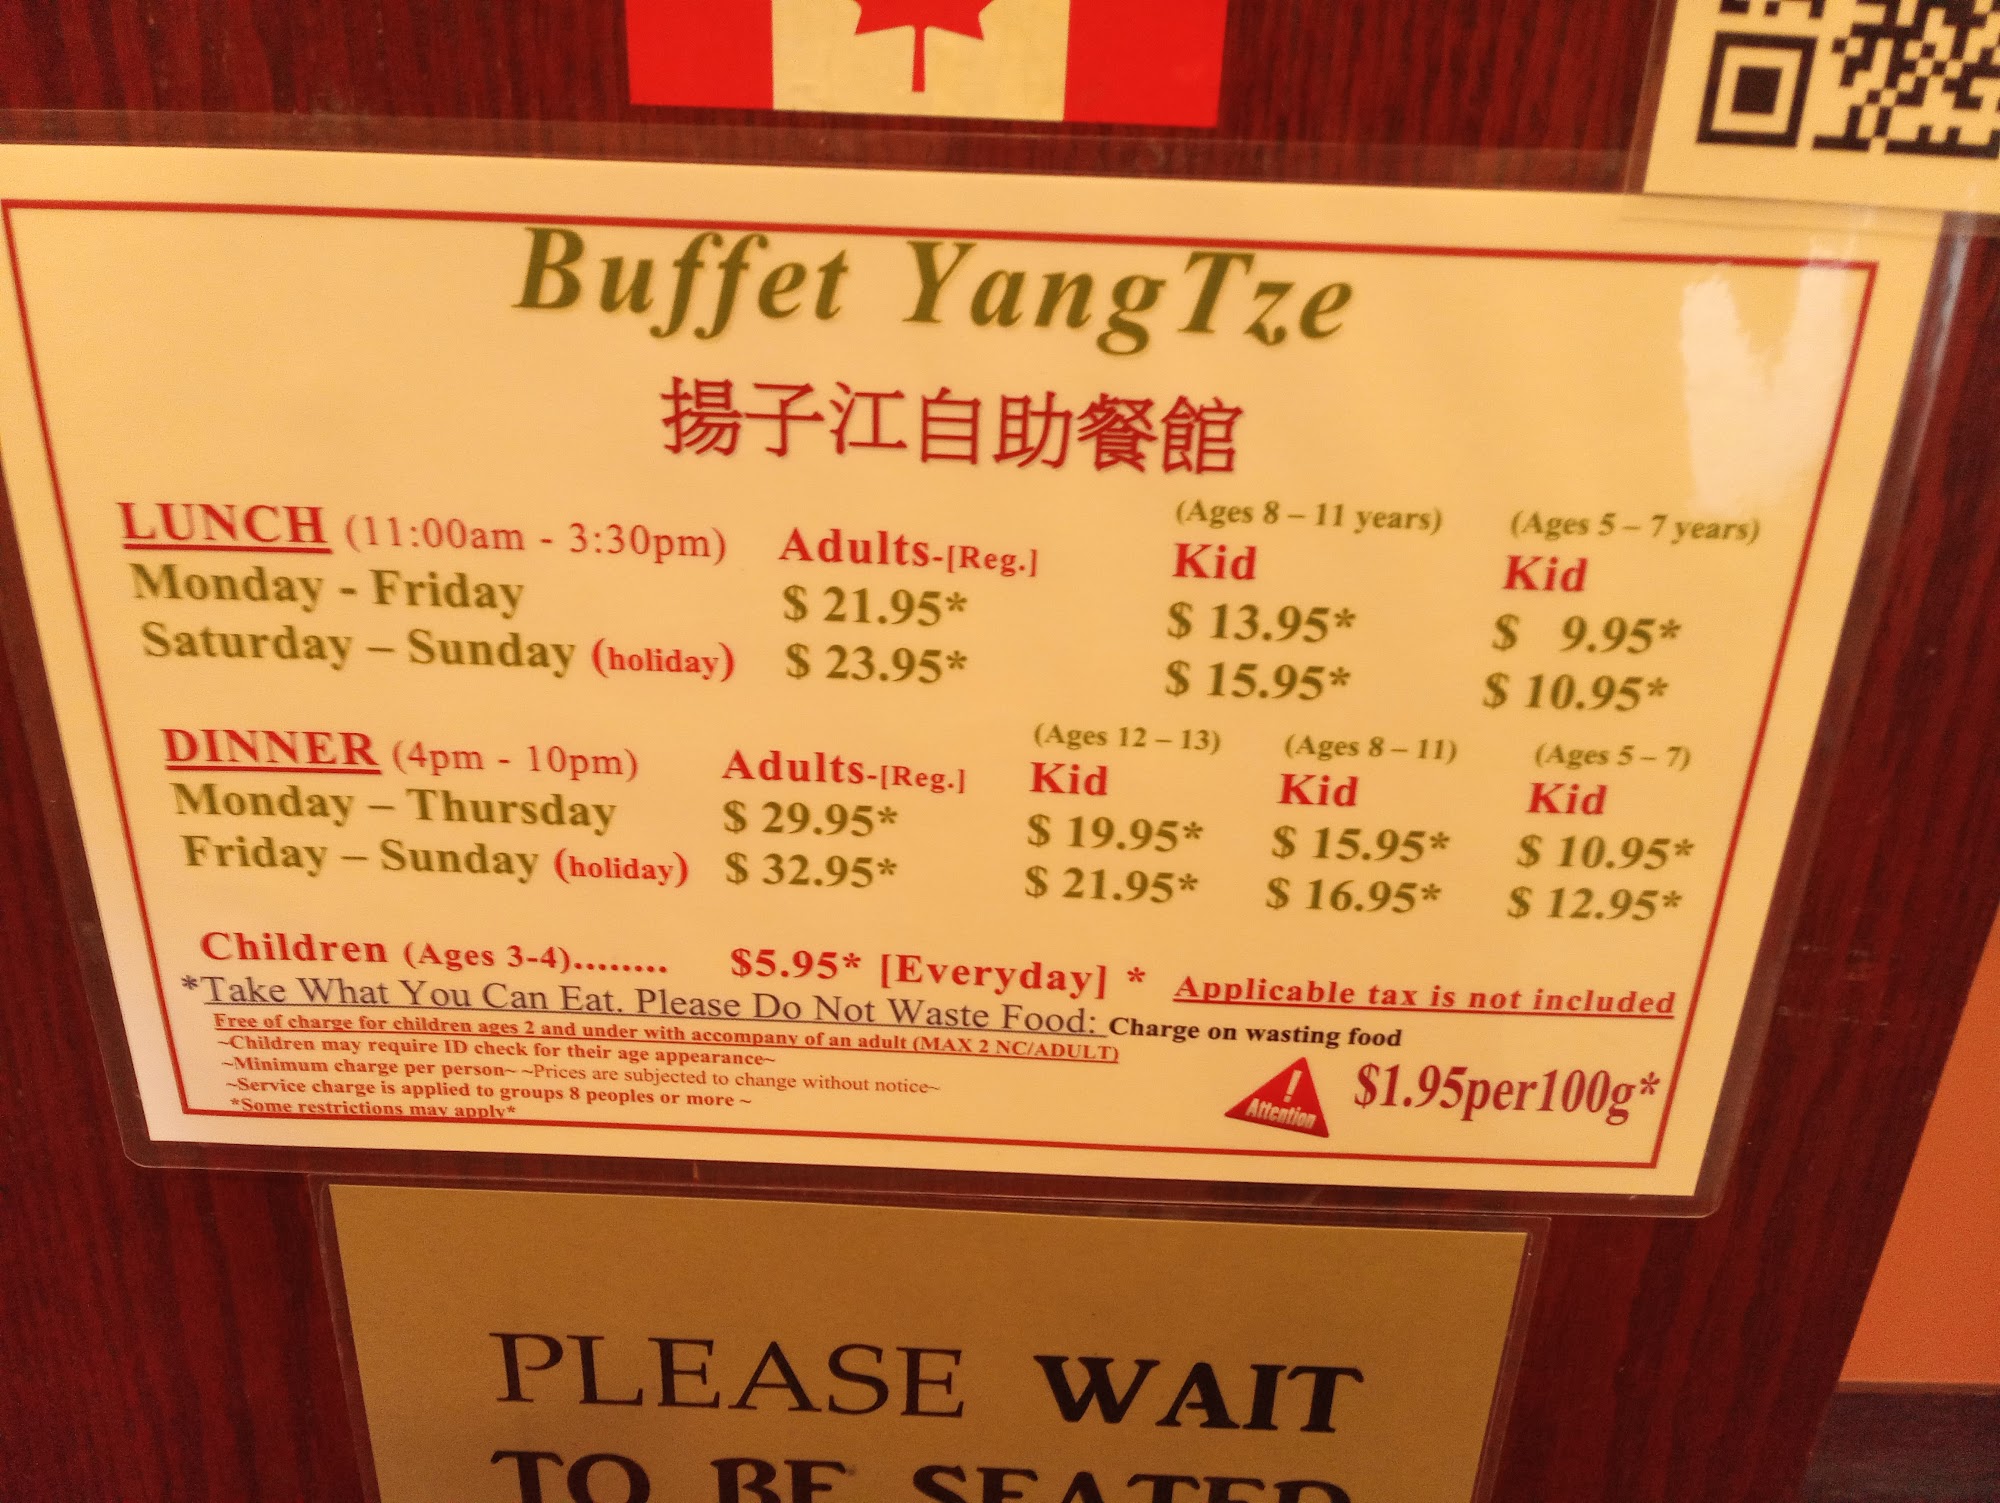 Buffet YangTze
揚子江自助餐館
LUNCH (11:00am - 3:30pm) Adults-[Reg.] (Ages 8 – 11 years) Kid (Ages 5 – 7 years) Kid
Monday - Friday $ 21.95* $ 13.95* $ 9.95*
Saturday – Sunday (holiday) $ 23.95* $ 15.95* $ 10.95*
DINNER (4pm - 10pm) Adults-[Reg.] (Ages 12 – 13) Kid (Ages 8 – 11) Kid (Ages 5 – 7) Kid
Monday – Thursday $ 29.95* $ 19.95* $ 15.95* $ 10.95*
Friday – Sunday (holiday) $ 32.95* $ 21.95* $ 16.95* $ 12.95*
Children (Ages 3-4)........ $5.95* [Everyday] * Applicable tax is not included
*Take What You Can Eat. Please Do Not Waste Food: Charge on wasting food
Free of charge for children ages 2 and under with accompany of an adult (MAX 2 NC/ADULT)
~Children may require ID check for their age appearance~
~Minimum charge per person~ ~Prices are subjected to change without notice~
~Service charge is applied to groups 8 peoples or more ~
*Some restrictions may apply*
! Attention $1.95per100g*
PLEASE WAIT
TO BE SEATED